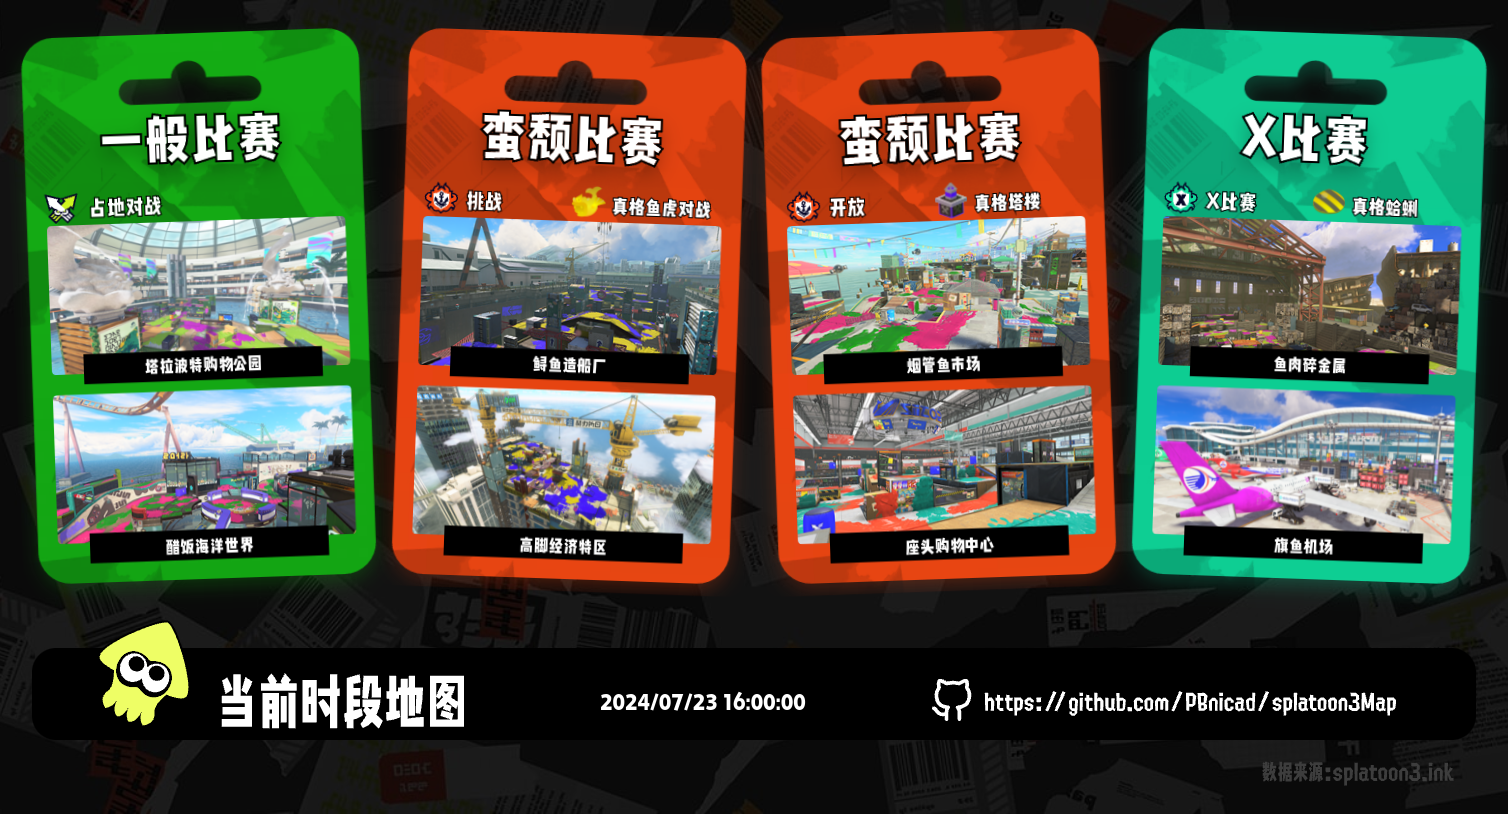 一般比赛
占地对战
塔拉波特购物公园
醋饭海洋世界
蛮颓比赛
挑战
真格鱼虎对战
鲟鱼造船厂
高脚经济特区
蛮颓比赛
开放
真格塔楼
烟管鱼市场
座头购物中心
X比赛
X比赛
真格蛤蜊
鱼肉碎金属
旗鱼机场
当前时段地图
2024/07/23 16:00:00
https://github.com/PBnicad/splatoon3Map
数据来源:splatoon3.ink